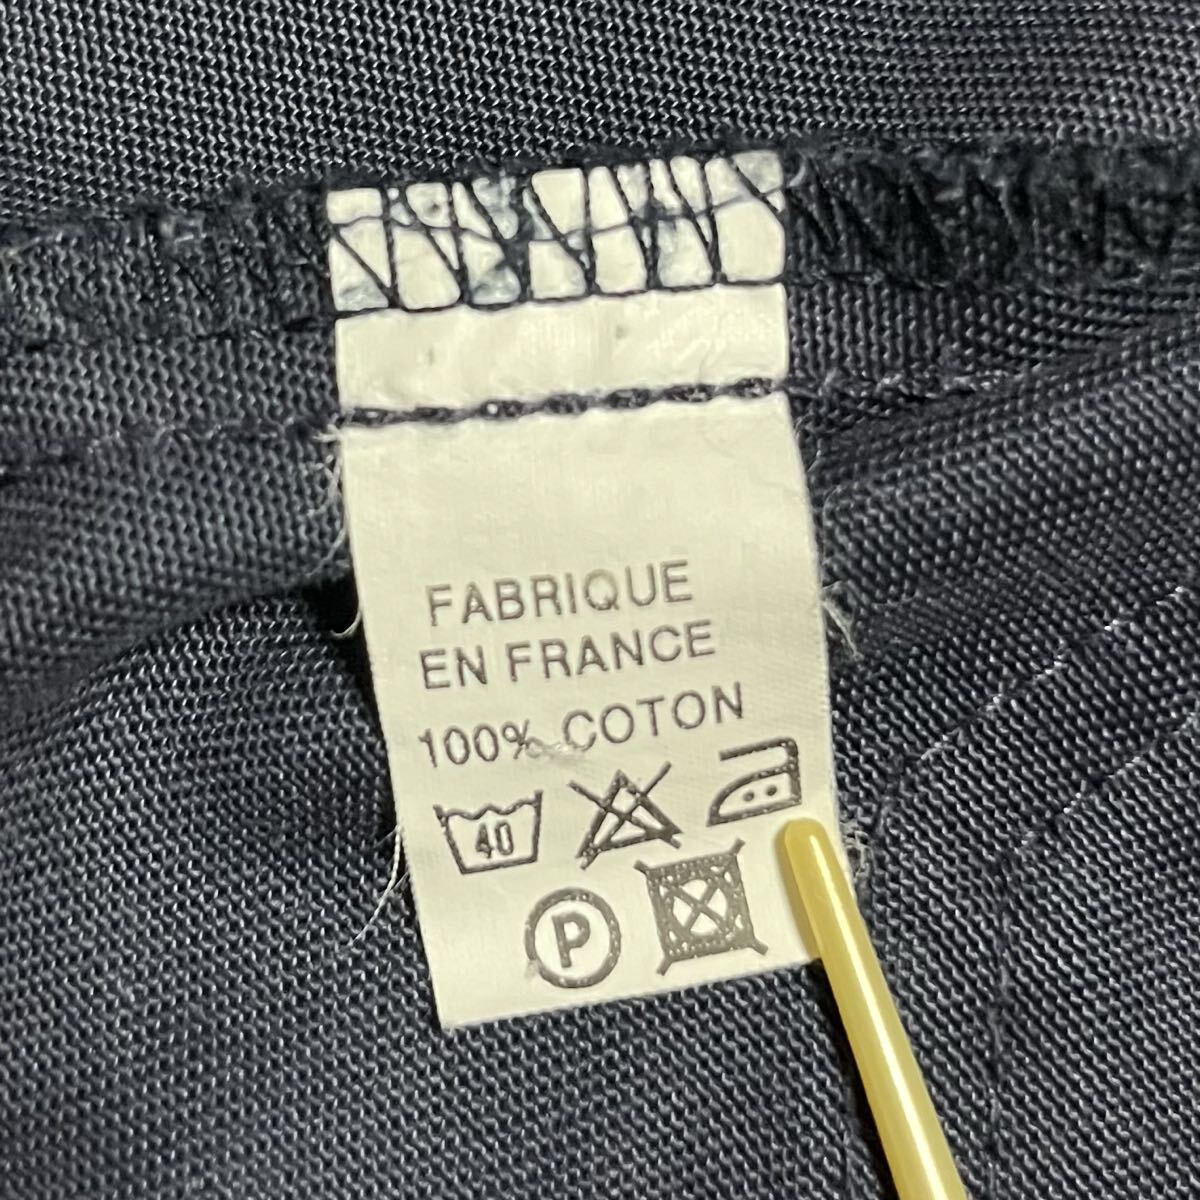 FABRIQUE
EN FRANCE
100% COTON
40
P